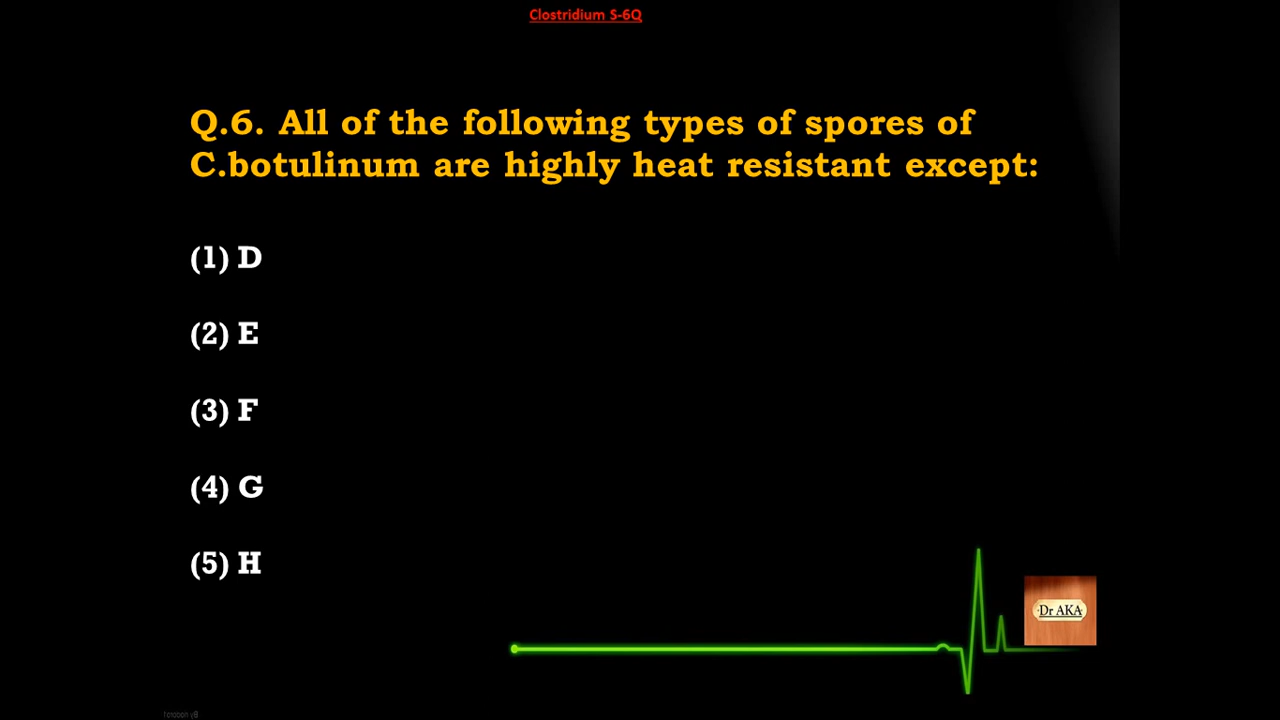 Clostridium S-6Q
Q.6. All of the following types of spores of
C.botulinum are highly heat resistant except:
(1) D
(2) E
(3) F
(4) G
(5) H
Dr AKA